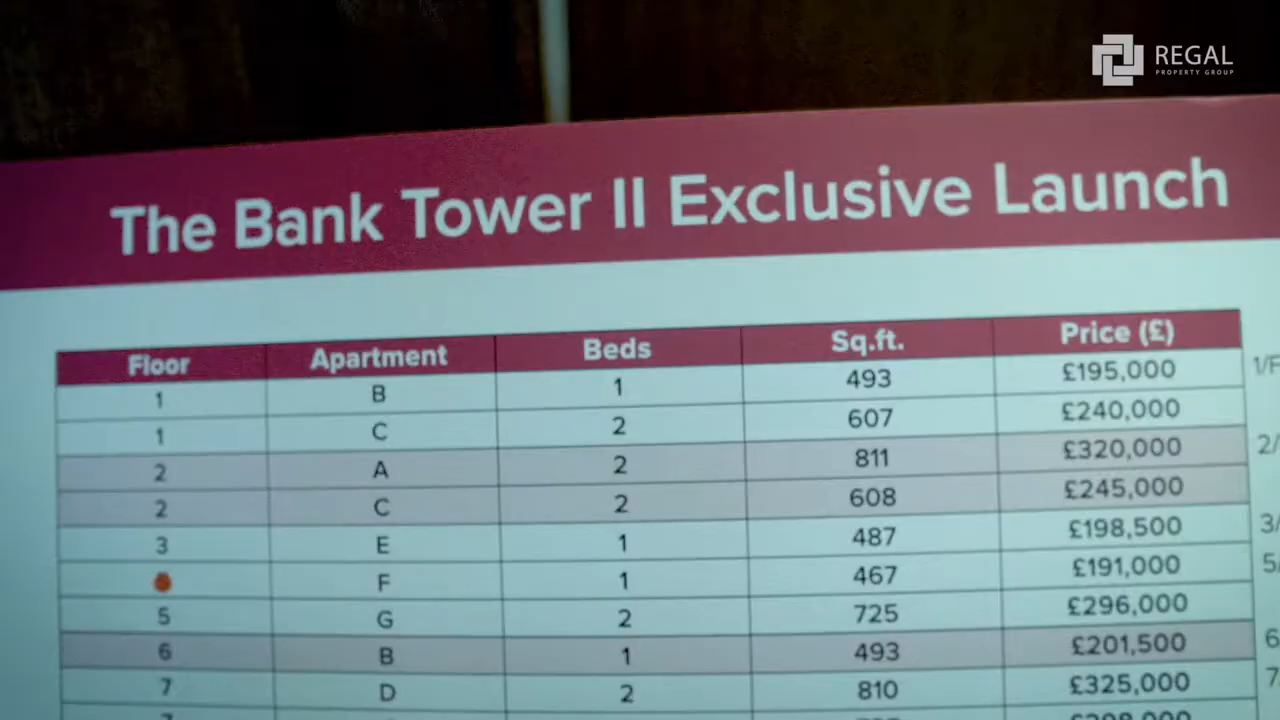 REGAL
PROPERTY GROUP
The Bank Tower II Exclusive Launch
Floor Apartment Beds Sq.ft. Price (£)
1 B 1 493 £195,000
1 C 2 607 £240,000
2 A 2 811 £320,000
2 C 2 608 £245,000
3 E 1 487 £198,500
F 1 467 £191,000
5 G 2 725 £296,000
6 B 1 493 £201,500
7 D 2 810 £325,000